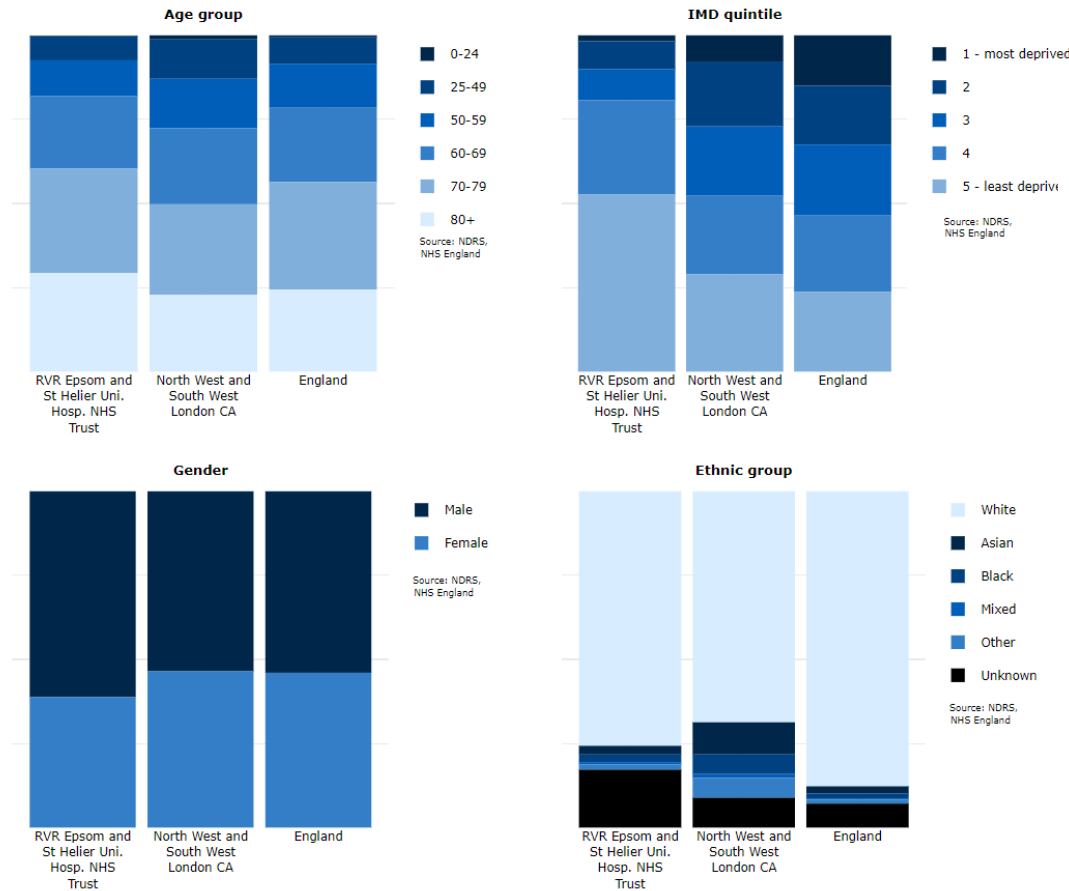 Age group
0-24
25-49
50-59
60-69
70-79
80+
Source: NDRS,
NHS England
RVR Epsom and
St Helier Uni.
Hosp. NHS
Trust
North West and
South West
London CA
England
IMD quintile
1 - most deprived
2
3
4
5 - least deprive
Source: NDRS,
NHS England
RVR Epsom and
St Helier Uni.
Hosp. NHS
Trust
North West and
South West
London CA
England
Gender
Male
Female
Source: NDRS,
NHS England
RVR Epsom and
St Helier Uni.
Hosp. NHS
Trust
North West and
South West
London CA
England
Ethnic group
White
Asian
Black
Mixed
Other
Unknown
Source: NDRS,
NHS England
RVR Epsom and
St Helier Uni.
Hosp. NHS
Trust
North West and
South West
London CA
England